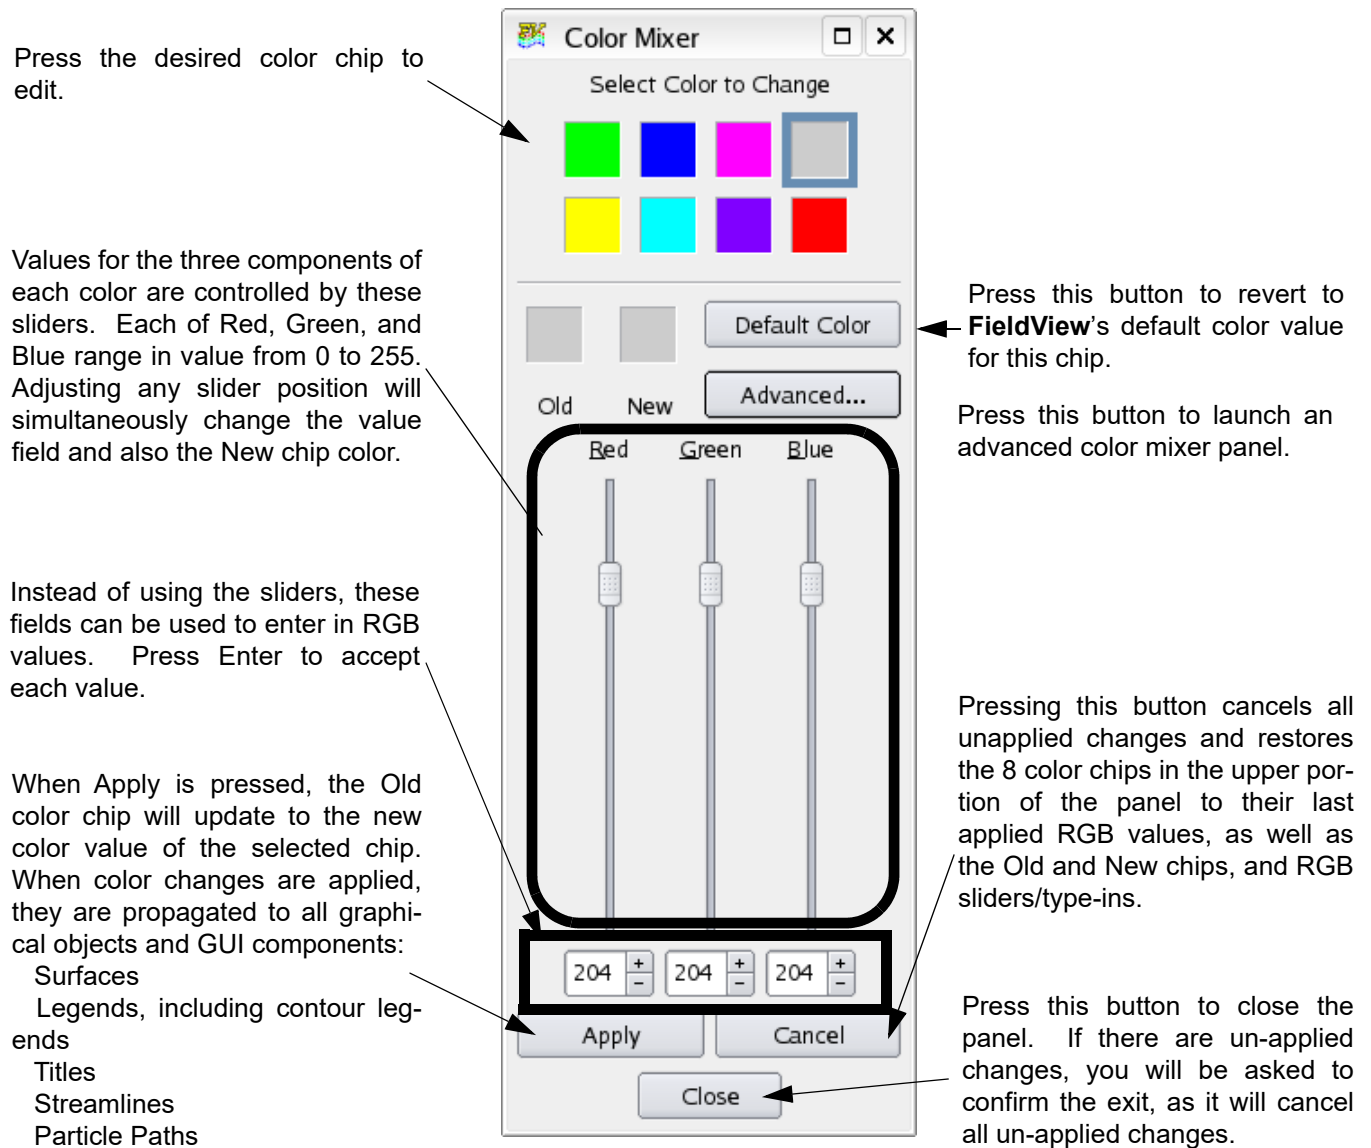 Press the desired color chip to
edit.
Values for the three components of
each color are controlled by these
sliders. Each of Red, Green, and
Blue range in value from 0 to 255.
Adjusting any slider position will
simultaneously change the value
field and also the New chip color.
Instead of using the sliders, these
fields can be used to enter in RGB
values. Press Enter to accept
each value.
When Apply is pressed, the Old
color chip will update to the new
color value of the selected chip.
When color changes are applied,
they are propagated to all graphi-
cal objects and GUI components:
Surfaces
Legends, including contour leg-
ends
Titles
Streamlines
Particle Paths
FV Color Mixer
Select Color to Change
Default Color
Old New Advanced...
Red Green Blue
204 + - 204 + - 204 + -
Apply Cancel
Close
Press this button to revert to
FieldView's default color value
for this chip.
Press this button to launch an
advanced color mixer panel.
Pressing this button cancels all
unapplied changes and restores
the 8 color chips in the upper por-
tion of the panel to their last
applied RGB values, as well as
the Old and New chips, and RGB
sliders/type-ins.
Press this button to close the
panel. If there are un-applied
changes, you will be asked to
confirm the exit, as it will cancel
all un-applied changes.